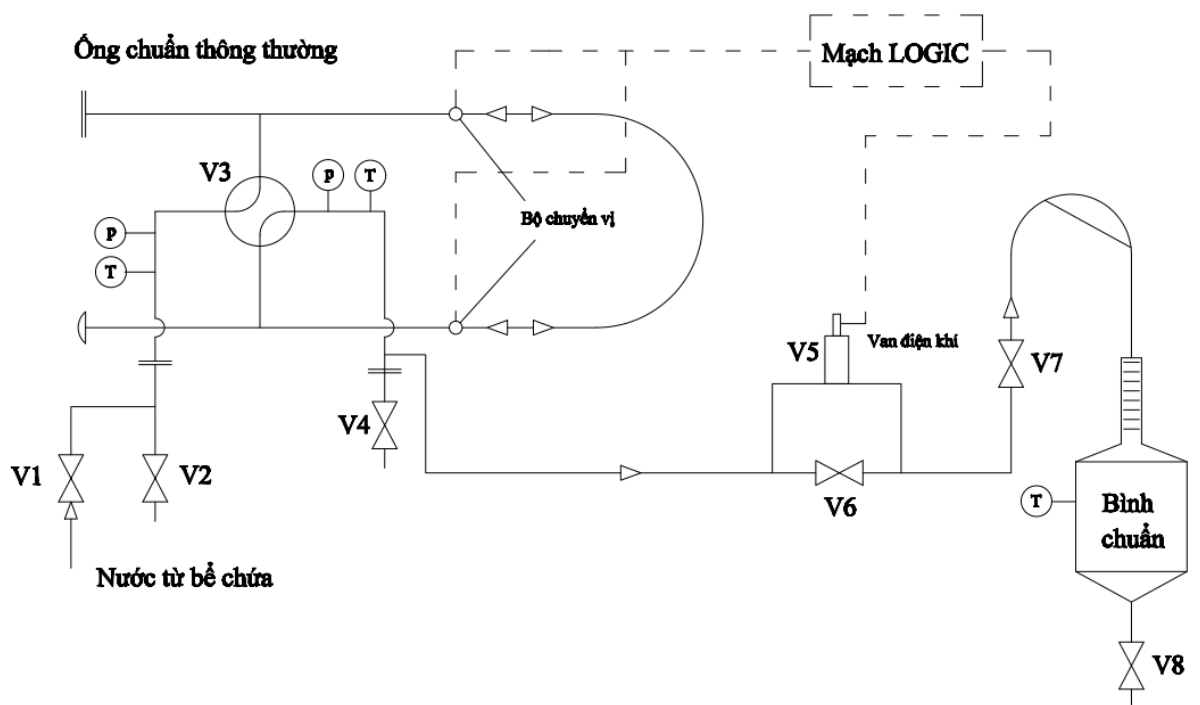 Ống chuẩn thông thường
Mạch LOGIC
V3
P
T
P
T
Bộ chuyển vị
V5
Van điện khí
V7
V4
V1
V2
V6
T
Bình
chuẩn
Nước từ bể chứa
V8